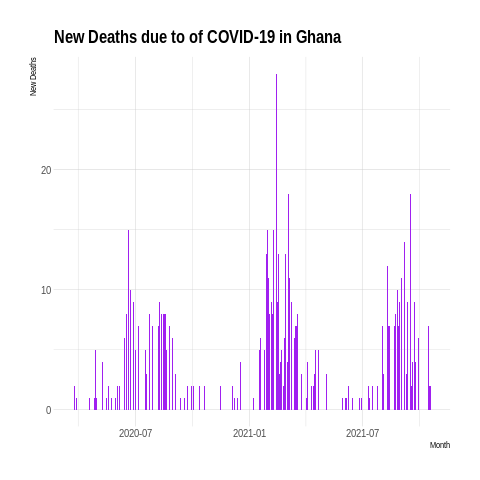 New Deaths due to of COVID-19 in Ghana
New Deaths
20
10
0
2020-07
2021-01
2021-07
Month